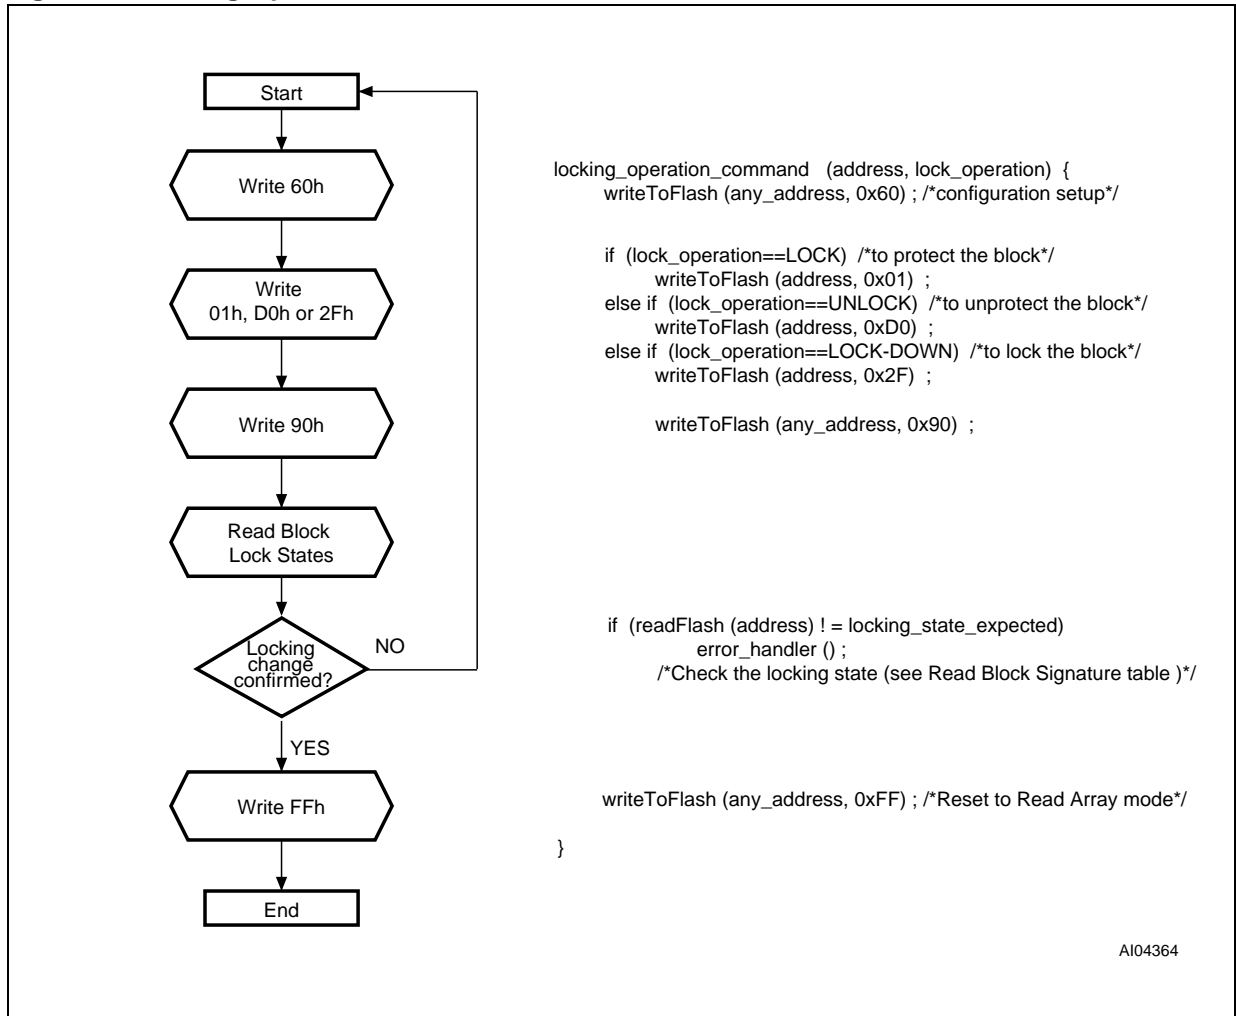 Start
Write 60h
Write
01h, D0h or 2Fh
Write 90h
Read Block
Lock States
Locking
change
confirmed?
NO
YES
Write FFh
End
locking_operation_command (address, lock_operation) {
writeToFlash (any_address, 0x60) ; /*configuration setup*/
if (lock_operation==LOCK) /*to protect the block*/
writeToFlash (address, 0x01) ;
else if (lock_operation==UNLOCK) /*to unprotect the block*/
writeToFlash (address, 0xD0) ;
else if (lock_operation==LOCK-DOWN) /*to lock the block*/
writeToFlash (address, 0x2F) ;
writeToFlash (any_address, 0x90) ;
if (readFlash (address) ! = locking_state_expected)
error_handler () ;
/*Check the locking state (see Read Block Signature table )*/
writeToFlash (any_address, 0xFF) ; /*Reset to Read Array mode*/
}
AI04364